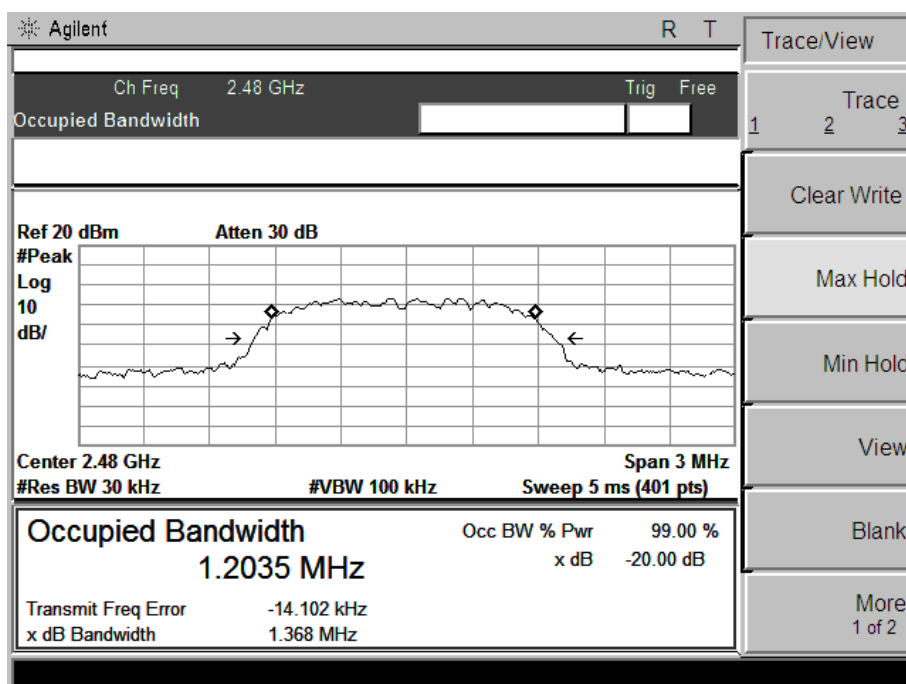 Agilent R T
Ch Freq 2.48 GHz Trig Free
Occupied Bandwidth
Ref 20 dBm Atten 30 dB
#Peak
Log
10
dB/
Center 2.48 GHz Span 3 MHz
#Res BW 30 kHz #VBW 100 kHz Sweep 5 ms (401 pts)
Occupied Bandwidth Occ BW % Pwr 99.00 %
1.2035 MHz x dB -20.00 dB
Transmit Freq Error -14.102 kHz
x dB Bandwidth 1.368 MHz
Trace/View
Trace
1 2 3
Clear Write
Max Hold
Min Hold
View
Blank
More
1 of 2